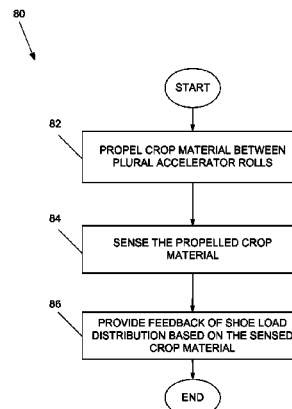 80
START
82
PROPEL CROP MATERIAL BETWEEN
PLURAL ACCELERATOR ROLLS
84
SENSE THE PROPELLED CROP
MATERIAL
86
PROVIDE FEEDBACK OF SHOE LOAD
DISTRIBUTION BASED ON THE SENSED
CROP MATERIAL
END